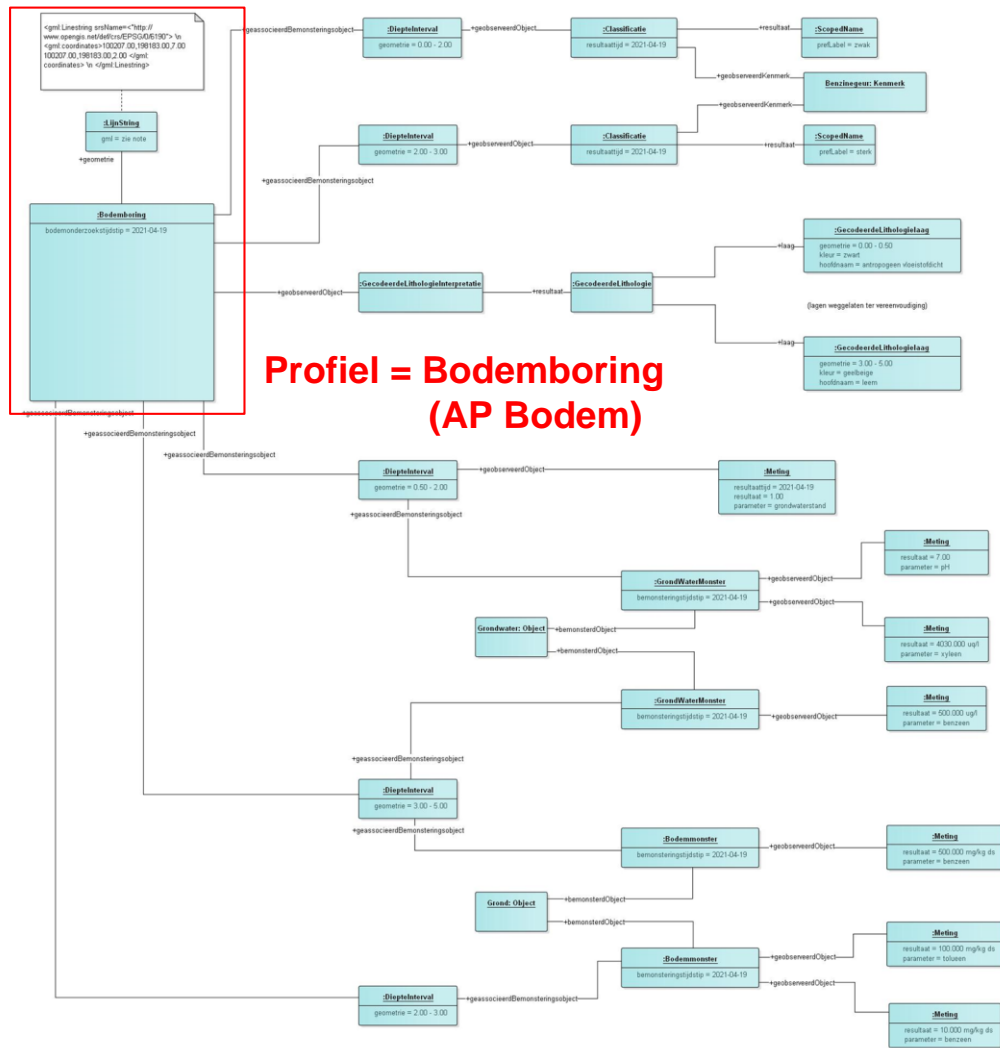 <gml:Linestring srsName=<"http://
www.opengis.net/def/crs/EPSG/0/6190"> \n
<gml:coordinates>100207.00,198183.00,7.00
100207.00,198183.00,2.00 </gml:
coordinates> \n </gml:Linestring>
:LijnString
gml = zie note
+geometrie
:Bodemboring
bodemonderzoekstijdstip = 2021-04-19
+geassocieerdBemonsteringsobject
:DiepteInterval
geometrie = 0.00 - 2.00
+geobserveerdObject
:Classificatie
resultaattijd = 2021-04-19
+resultaat
:ScopedName
prefLabel = zwak
+geobserveerdKenmerk
Benzinegeur: Kenmerk
+geobserveerdKenmerk
+geassocieerdBemonsteringsobject
:DiepteInterval
geometrie = 2.00 - 3.00
+geobserveerdObject
:Classificatie
resultaattijd = 2021-04-19
+resultaat
:ScopedName
prefLabel = sterk
+geobserveerdObject
:GecodeerdeLithologieInterpretatie
+resultaat
:GecodeerdeLithologie
+laag
:GecodeerdeLithologielaag
geometrie = 0.00 - 0.50
kleur = zwart
hoofdnaam = antropogeen vloeistofdicht
(lagen weggelaten ter vereenvoudiging)
+laag
:GecodeerdeLithologielaag
geometrie = 3.00 - 5.00
kleur = geelbeige
hoofdnaam = leem
Profiel = Bodemboring
(AP Bodem)
+geassocieerdBemonsteringsobject
+geassocieerdBemonsteringsobject
+geassocieerdBemonsteringsobject
:DiepteInterval
geometrie = 0.50 - 2.00
+geobserveerdObject
:Meting
resultaattijd = 2021-04-19
resultaat = 1.00
parameter = grondwaterstand
+geassocieerdBemonsteringsobject
:GrondWaterMonster
bemonsteringstijdstip = 2021-04-19
+geobserveerdObject
:Meting
resultaat = 7.00
parameter = pH
+geobserveerdObject
:Meting
resultaat = 4030.000 uq/l
parameter = xyleen
Grondwater: Object
+bemonsterdObject
+bemonsterdObject
:GrondWaterMonster
bemonsteringstijdstip = 2021-04-19
+geobserveerdObject
:Meting
resultaat = 500.000 ug/l
parameter = benzeen
+geassocieerdBemonsteringsobject
:DiepteInterval
geometrie = 3.00 - 5.00
+geassocieerdBemonsteringsobject
:Bodemmonster
bemonsteringstijdstip = 2021-04-19
+geobserveerdObject
:Meting
resultaat = 500.000 mg/kg ds
parameter = benzeen
Grond: Object
+bemonsterdObject
+bemonsterdObject
:Bodemmonster
bemonsteringstijdstip = 2021-04-19
+geobserveerdObject
:Meting
resultaat = 100.000 mg/kg ds
parameter = tolueen
+geobserveerdObject
:Meting
resultaat = 10.000 mg/kg ds
parameter = benzeen
:DiepteInterval
geometrie = 2.00 - 3.00
+geassocieerdBemonsteringsobject